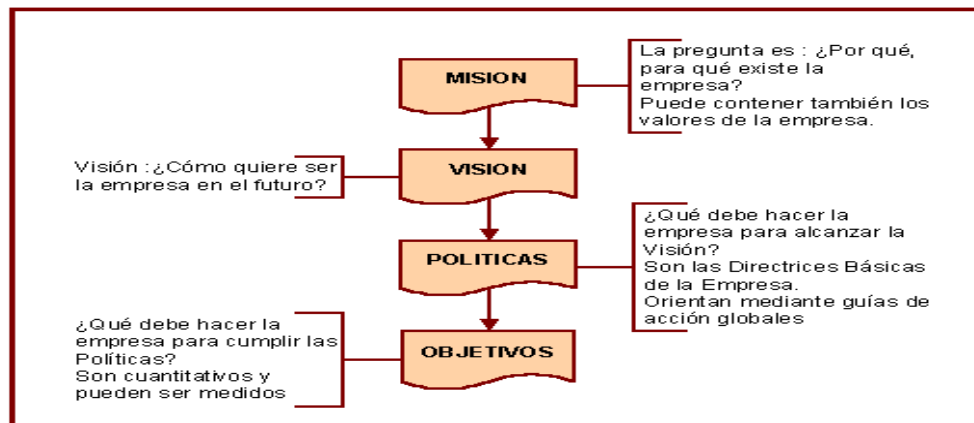 MISION
La pregunta es : ¿Por qué,
para qué existe la
empresa?
Puede contener también los
valores de la empresa.
Visión :¿Cómo quiere ser
la empresa en el futuro?
VISION
POLITICAS
¿Qué debe hacer la
empresa para alcanzar la
Visión?
Son las Directrices Básicas
de la Empresa.
Orientan mediante guías de
acción globales
¿Qué debe hacer la
empresa para cumplir las
Políticas?
Son cuantitativos y
pueden ser medidos
OBJETIVOS